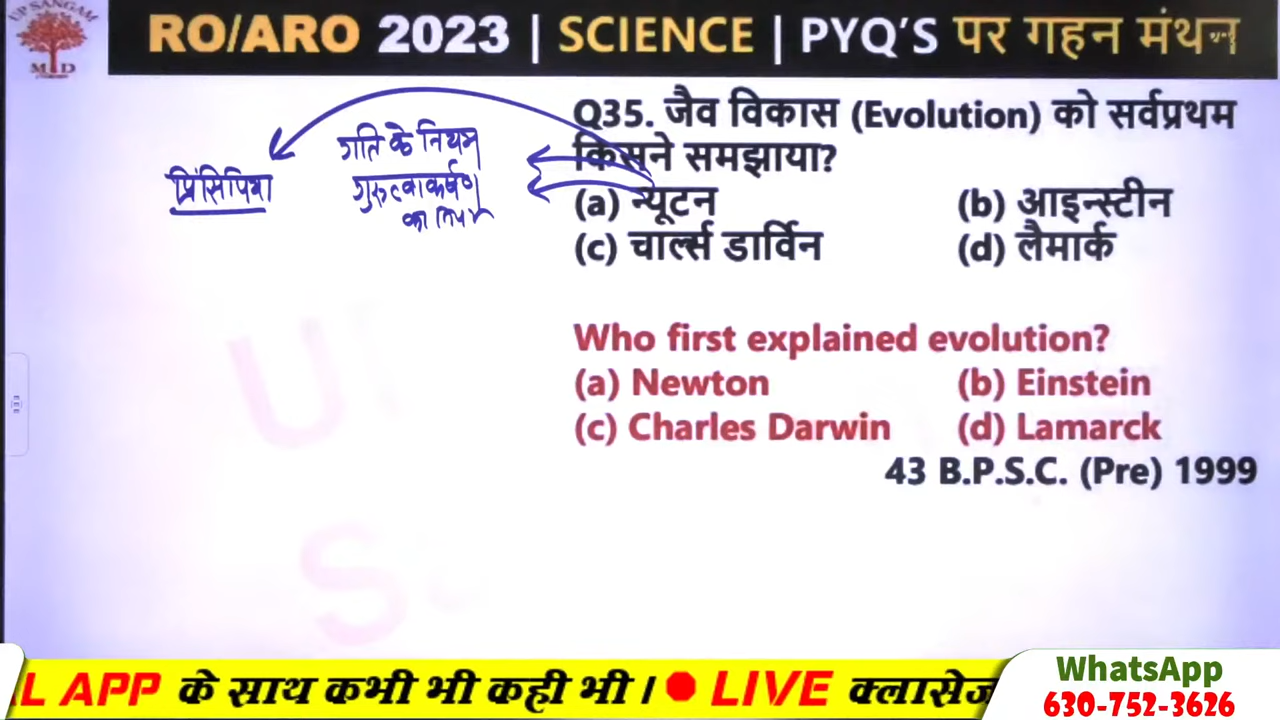 UP SANGAM
RO/ARO 2023 | SCIENCE | PYQ'S पर गहन मंथन
Q35. जैव विकास (Evolution) को सर्वप्रथम
किसने समझाया?
(a) न्यूटन (b) आइन्स्टीन
(c) चार्ल्स डार्विन (d) लैमार्क
गति के नियम
प्रिंसिपिया
गुरुत्वाकर्षण
का नियम
Who first explained evolution?
(a) Newton (b) Einstein
(c) Charles Darwin (d) Lamarck
43 B.P.S.C. (Pre) 1999
L APP के साथ कभी भी कही भी । LIVE क्लासेज
WhatsApp
630-752-3626